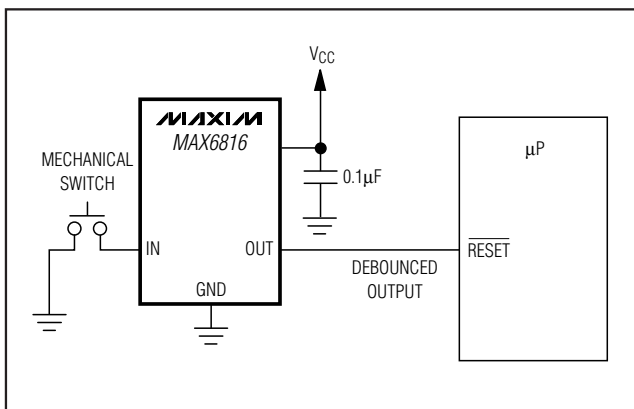 VCC
MAXIM
MAX6816
μP
MECHANICAL
SWITCH
0.1μF
IN
OUT
RESET
DEBOUNCED
OUTPUT
GND